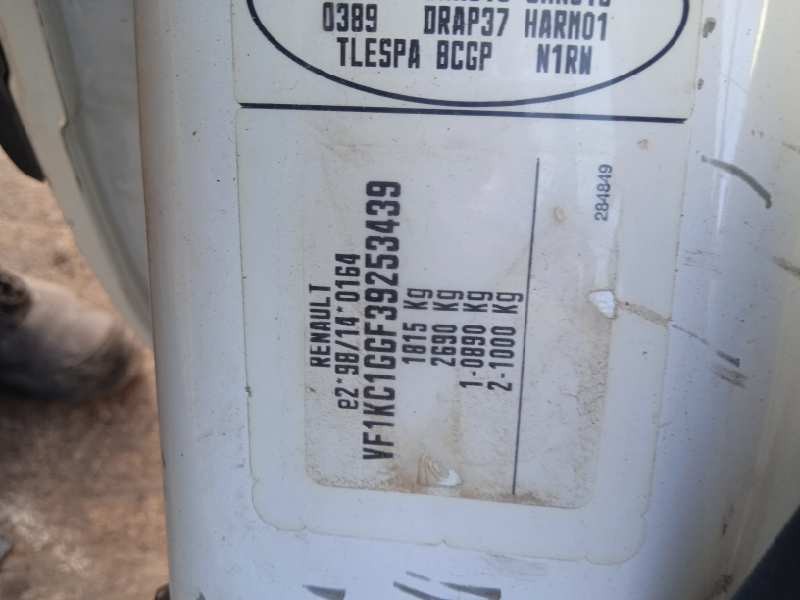 0389 DRAP37 HARM01
TLESPA BCGP N1RN
RENAULT
e2*98/14*0164
VF1KC1GGF39253439
1815 Kg
2690 Kg
1-0890 Kg
2-1000 Kg
284849